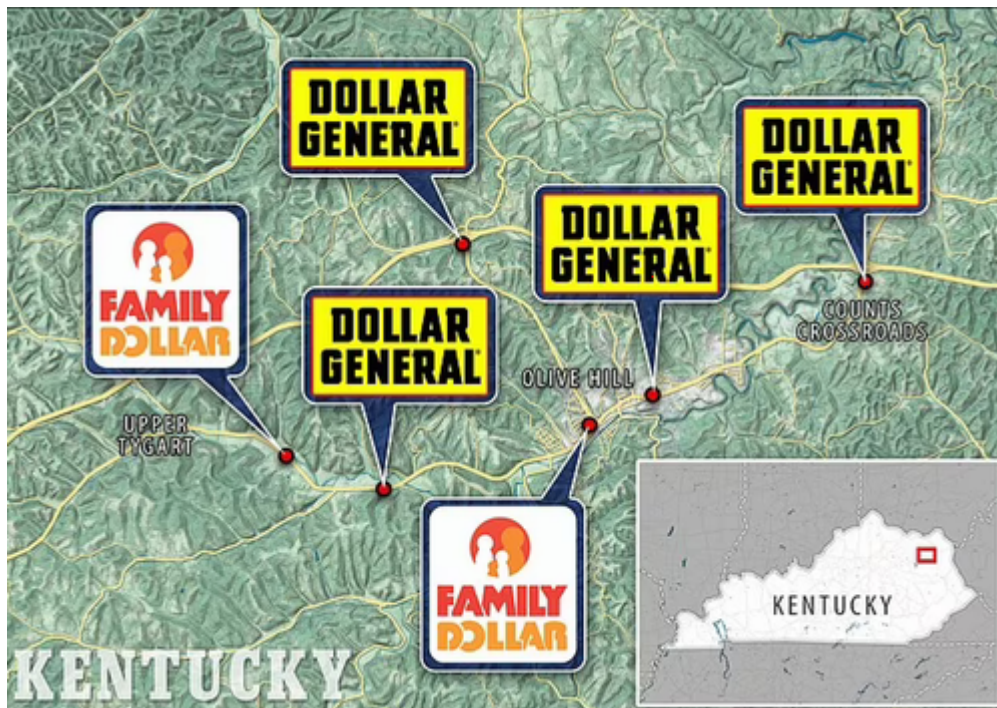 DOLLAR
GENERAL
DOLLAR
GENERAL
FAMILY
DOLLAR
DOLLAR
GENERAL
DOLLAR
GENERAL
COUNTS
CROSSROADS
OLIVE HILL
UPPER
TYGART
FAMILY
DOLLAR
KENTUCKY
KENTUCKY